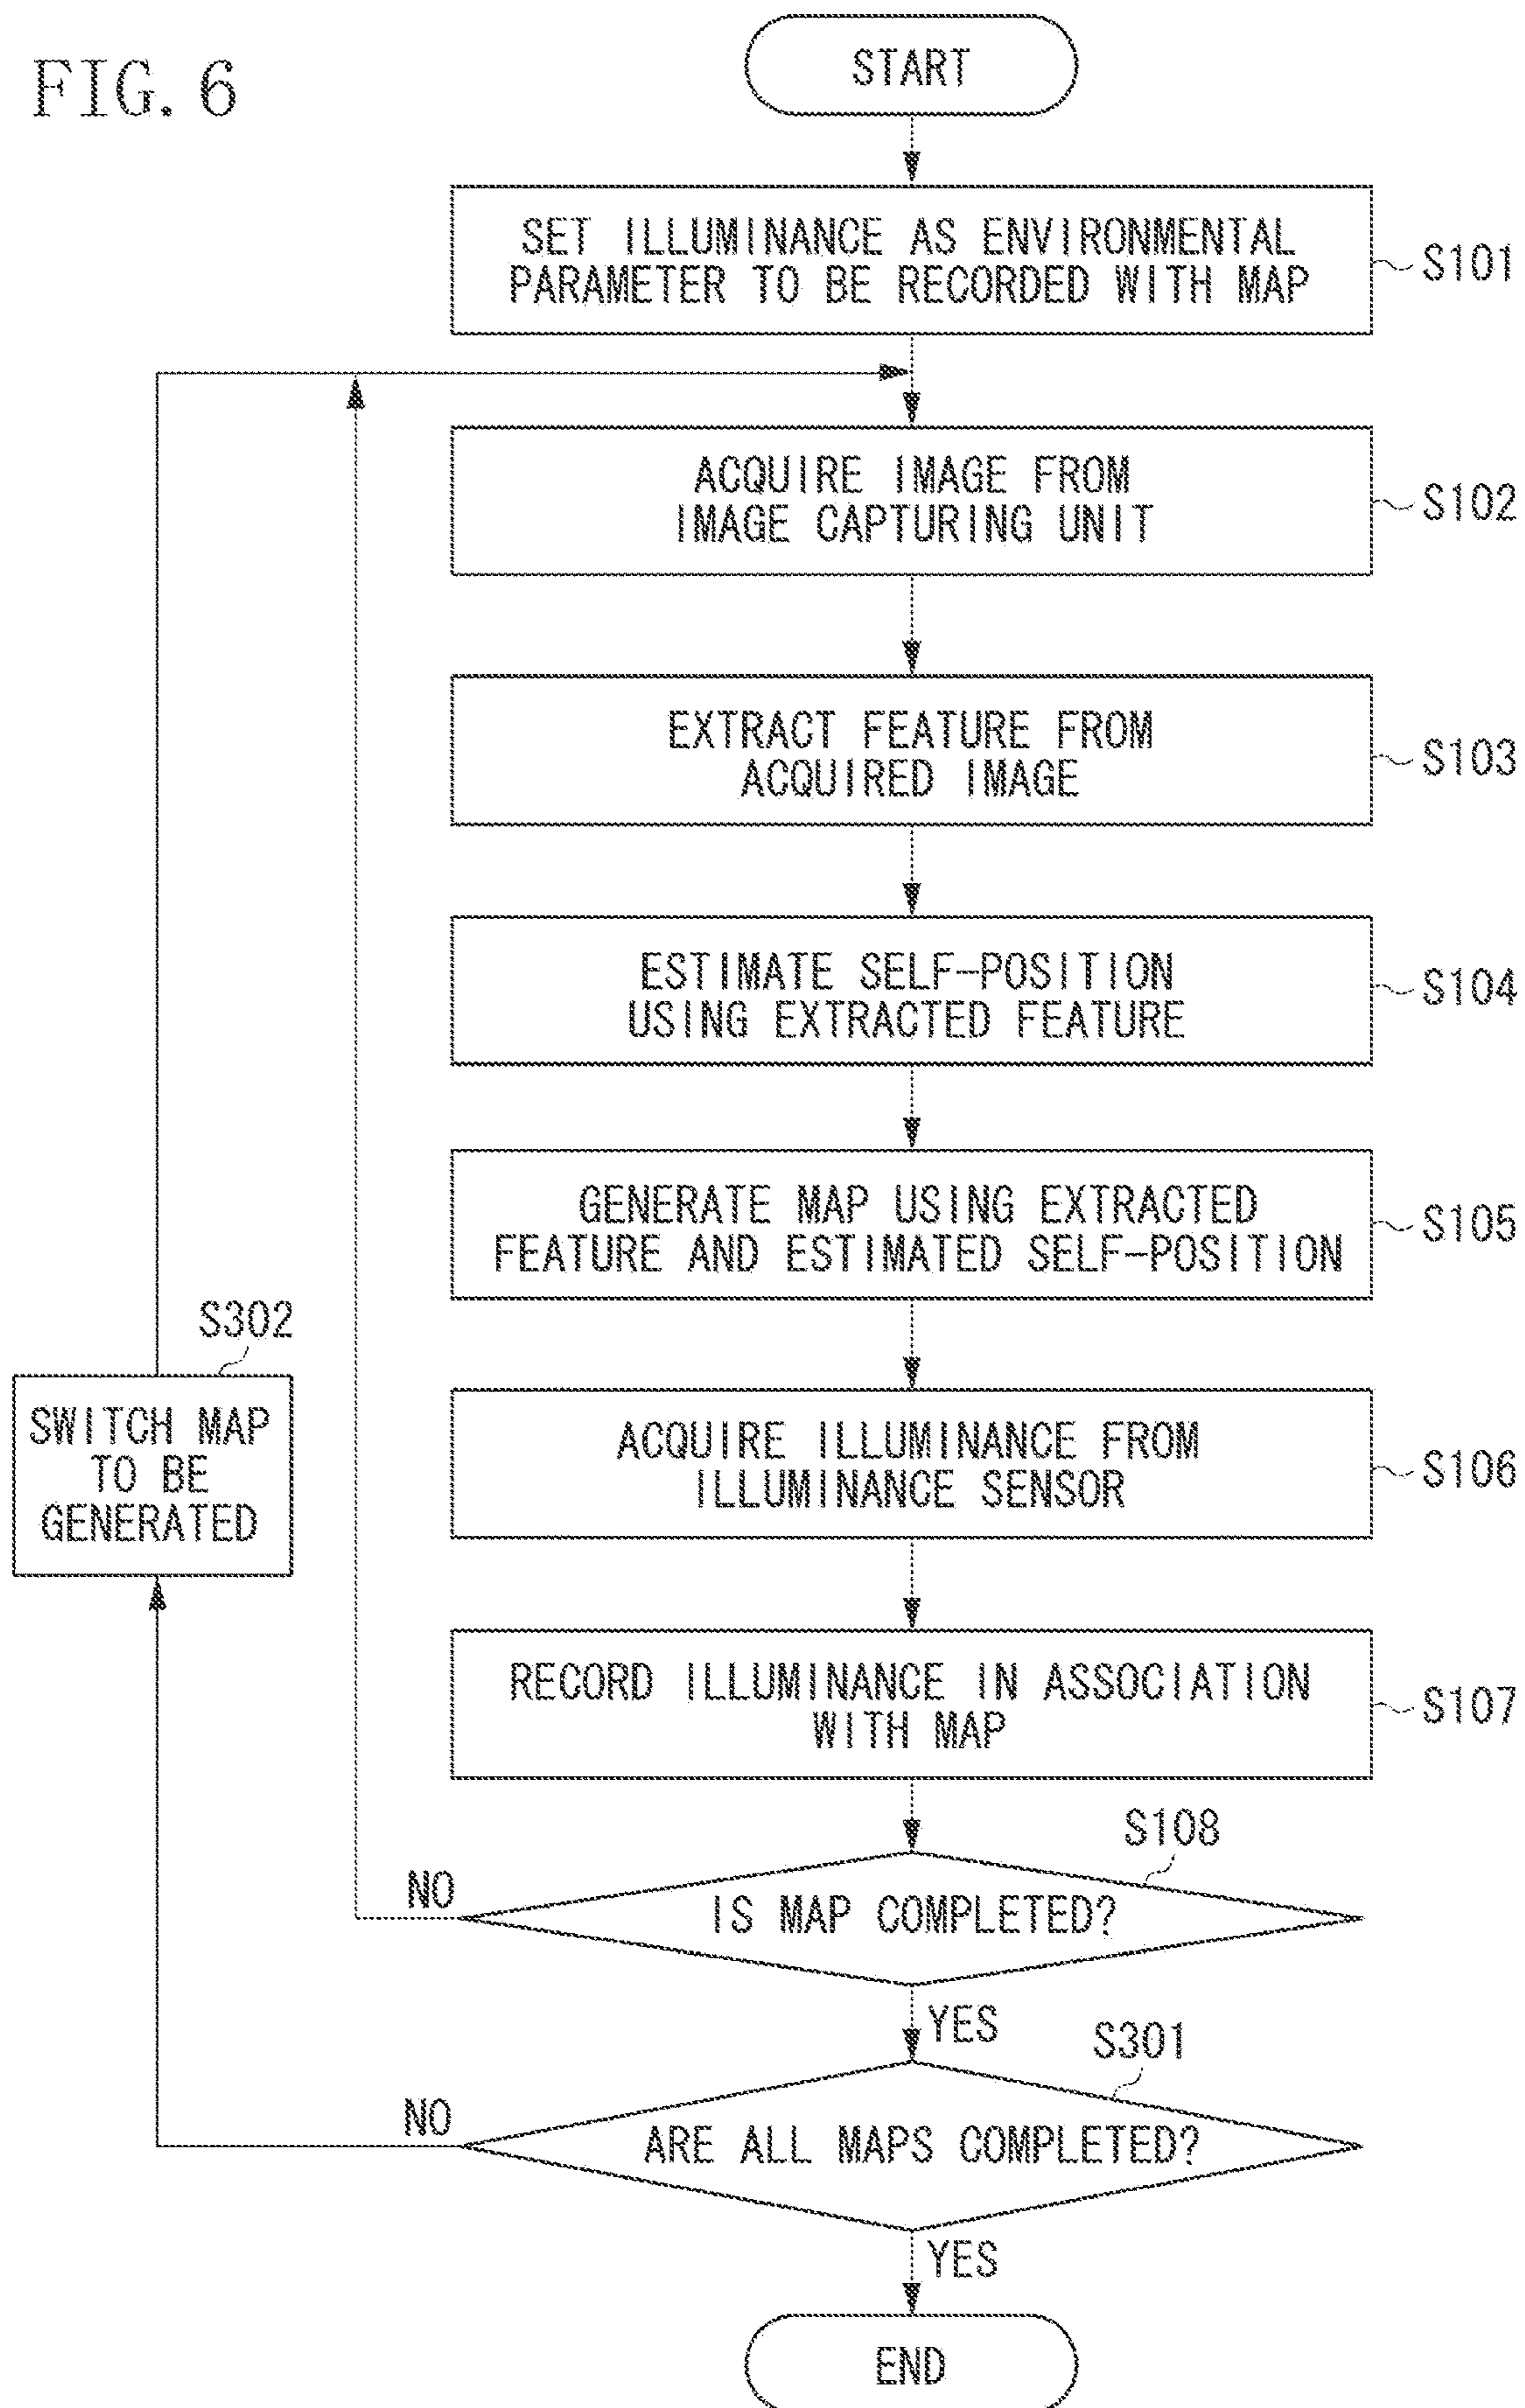 FIG. 6
START
SET ILLUMINANCE AS ENVIRONMENTAL
PARAMETER TO BE RECORDED WITH MAP
S101
ACQUIRE IMAGE FROM
IMAGE CAPTURING UNIT
S102
EXTRACT FEATURE FROM
ACQUIRED IMAGE
S103
ESTIMATE SELF-POSITION
USING EXTRACTED FEATURE
S104
GENERATE MAP USING EXTRACTED
FEATURE AND ESTIMATED SELF-POSITION
S105
S302
SWITCH MAP
TO BE
GENERATED
ACQUIRE ILLUMINANCE FROM
ILLUMINANCE SENSOR
S106
RECORD ILLUMINANCE IN ASSOCIATION
WITH MAP
S107
S108
NO
IS MAP COMPLETED?
YES
S301
NO
ARE ALL MAPS COMPLETED?
YES
END